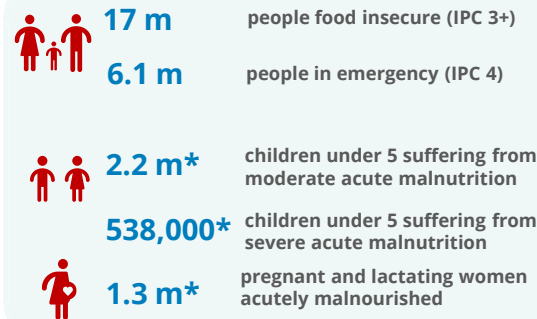 17 m people food insecure (IPC 3+)
6.1 m people in emergency (IPC 4)
2.2 m* children under 5 suffering from
moderate acute malnutrition
538,000* children under 5 suffering from
severe acute malnutrition
1.3 m* pregnant and lactating women
acutely malnourished